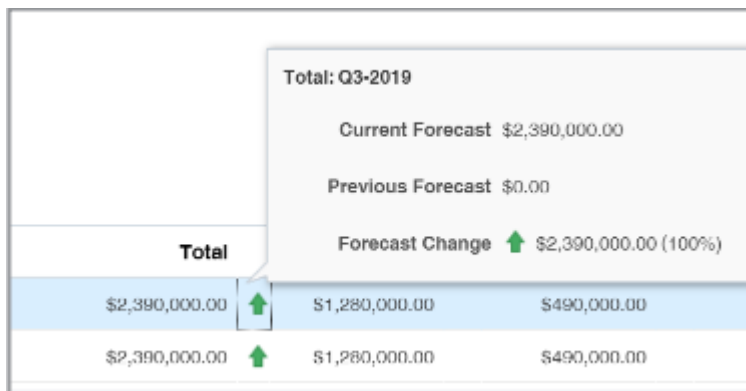 Total: Q3-2019
Current Forecast $2,390,000.00
Previous Forecast $0.00
Forecast Change $2,390,000.00 (100%)
Total
$2,390,000.00 $1,280,000.00 $490,000.00
$2,390,000.00 $1,280,000.00 $490,000.00